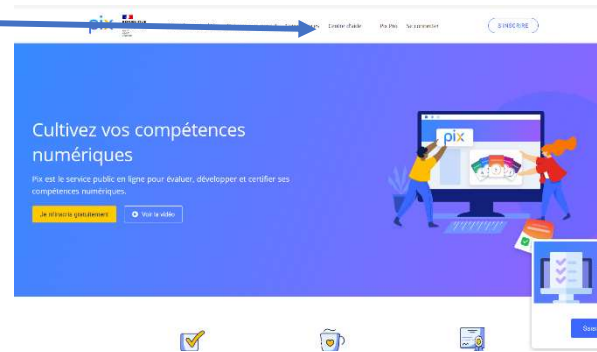 pix
Centre d'aide
Pix Pro
Se connecter
S'INSCRIRE
Cultivez vos compétences
numériques
Pix est le service public en ligne pour évaluer, développer et certifier ses
compétences numériques.
Je m'inscris gratuitement
Voir la vidéo
pix